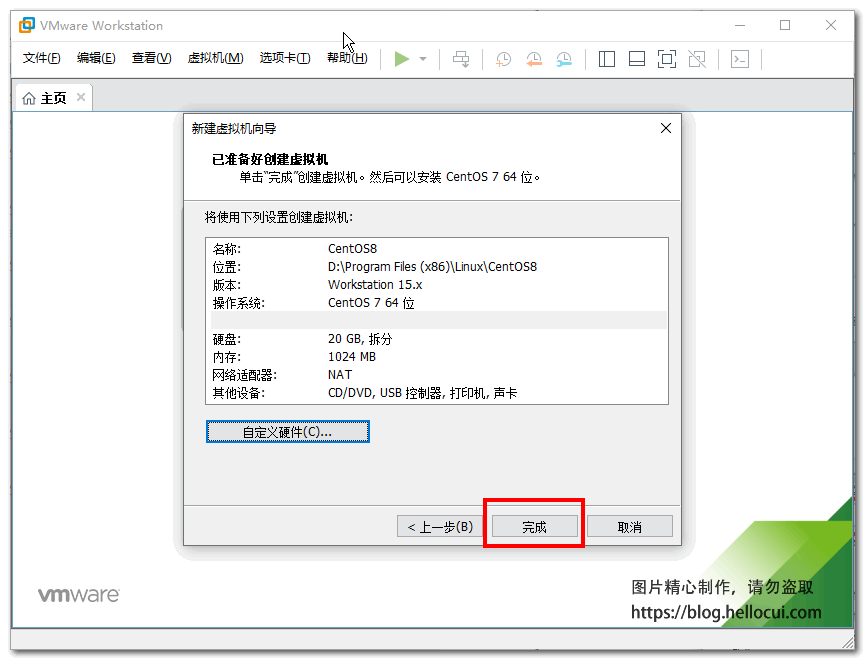 VMware Workstation
文件(F) 编辑(E) 查看(V) 虚拟机(M) 选项卡(T) 帮助(H)
主页
新建虚拟机向导
已准备好创建虚拟机
单击"完成"创建虚拟机。然后可以安装 CentOS 7 64 位。
将使用下列设置创建虚拟机:
名称: CentOS8
位置: D:\Program Files (x86)\Linux\CentOS8
版本: Workstation 15.x
操作系统: CentOS 7 64 位
硬盘: 20 GB, 拆分
内存: 1024 MB
网络适配器: NAT
其他设备: CD/DVD, USB 控制器, 打印机, 声卡
自定义硬件(C)...
< 上一步(B) 完成 取消
vmware
图片精心制作，请勿盗取
https://blog.hellocui.com